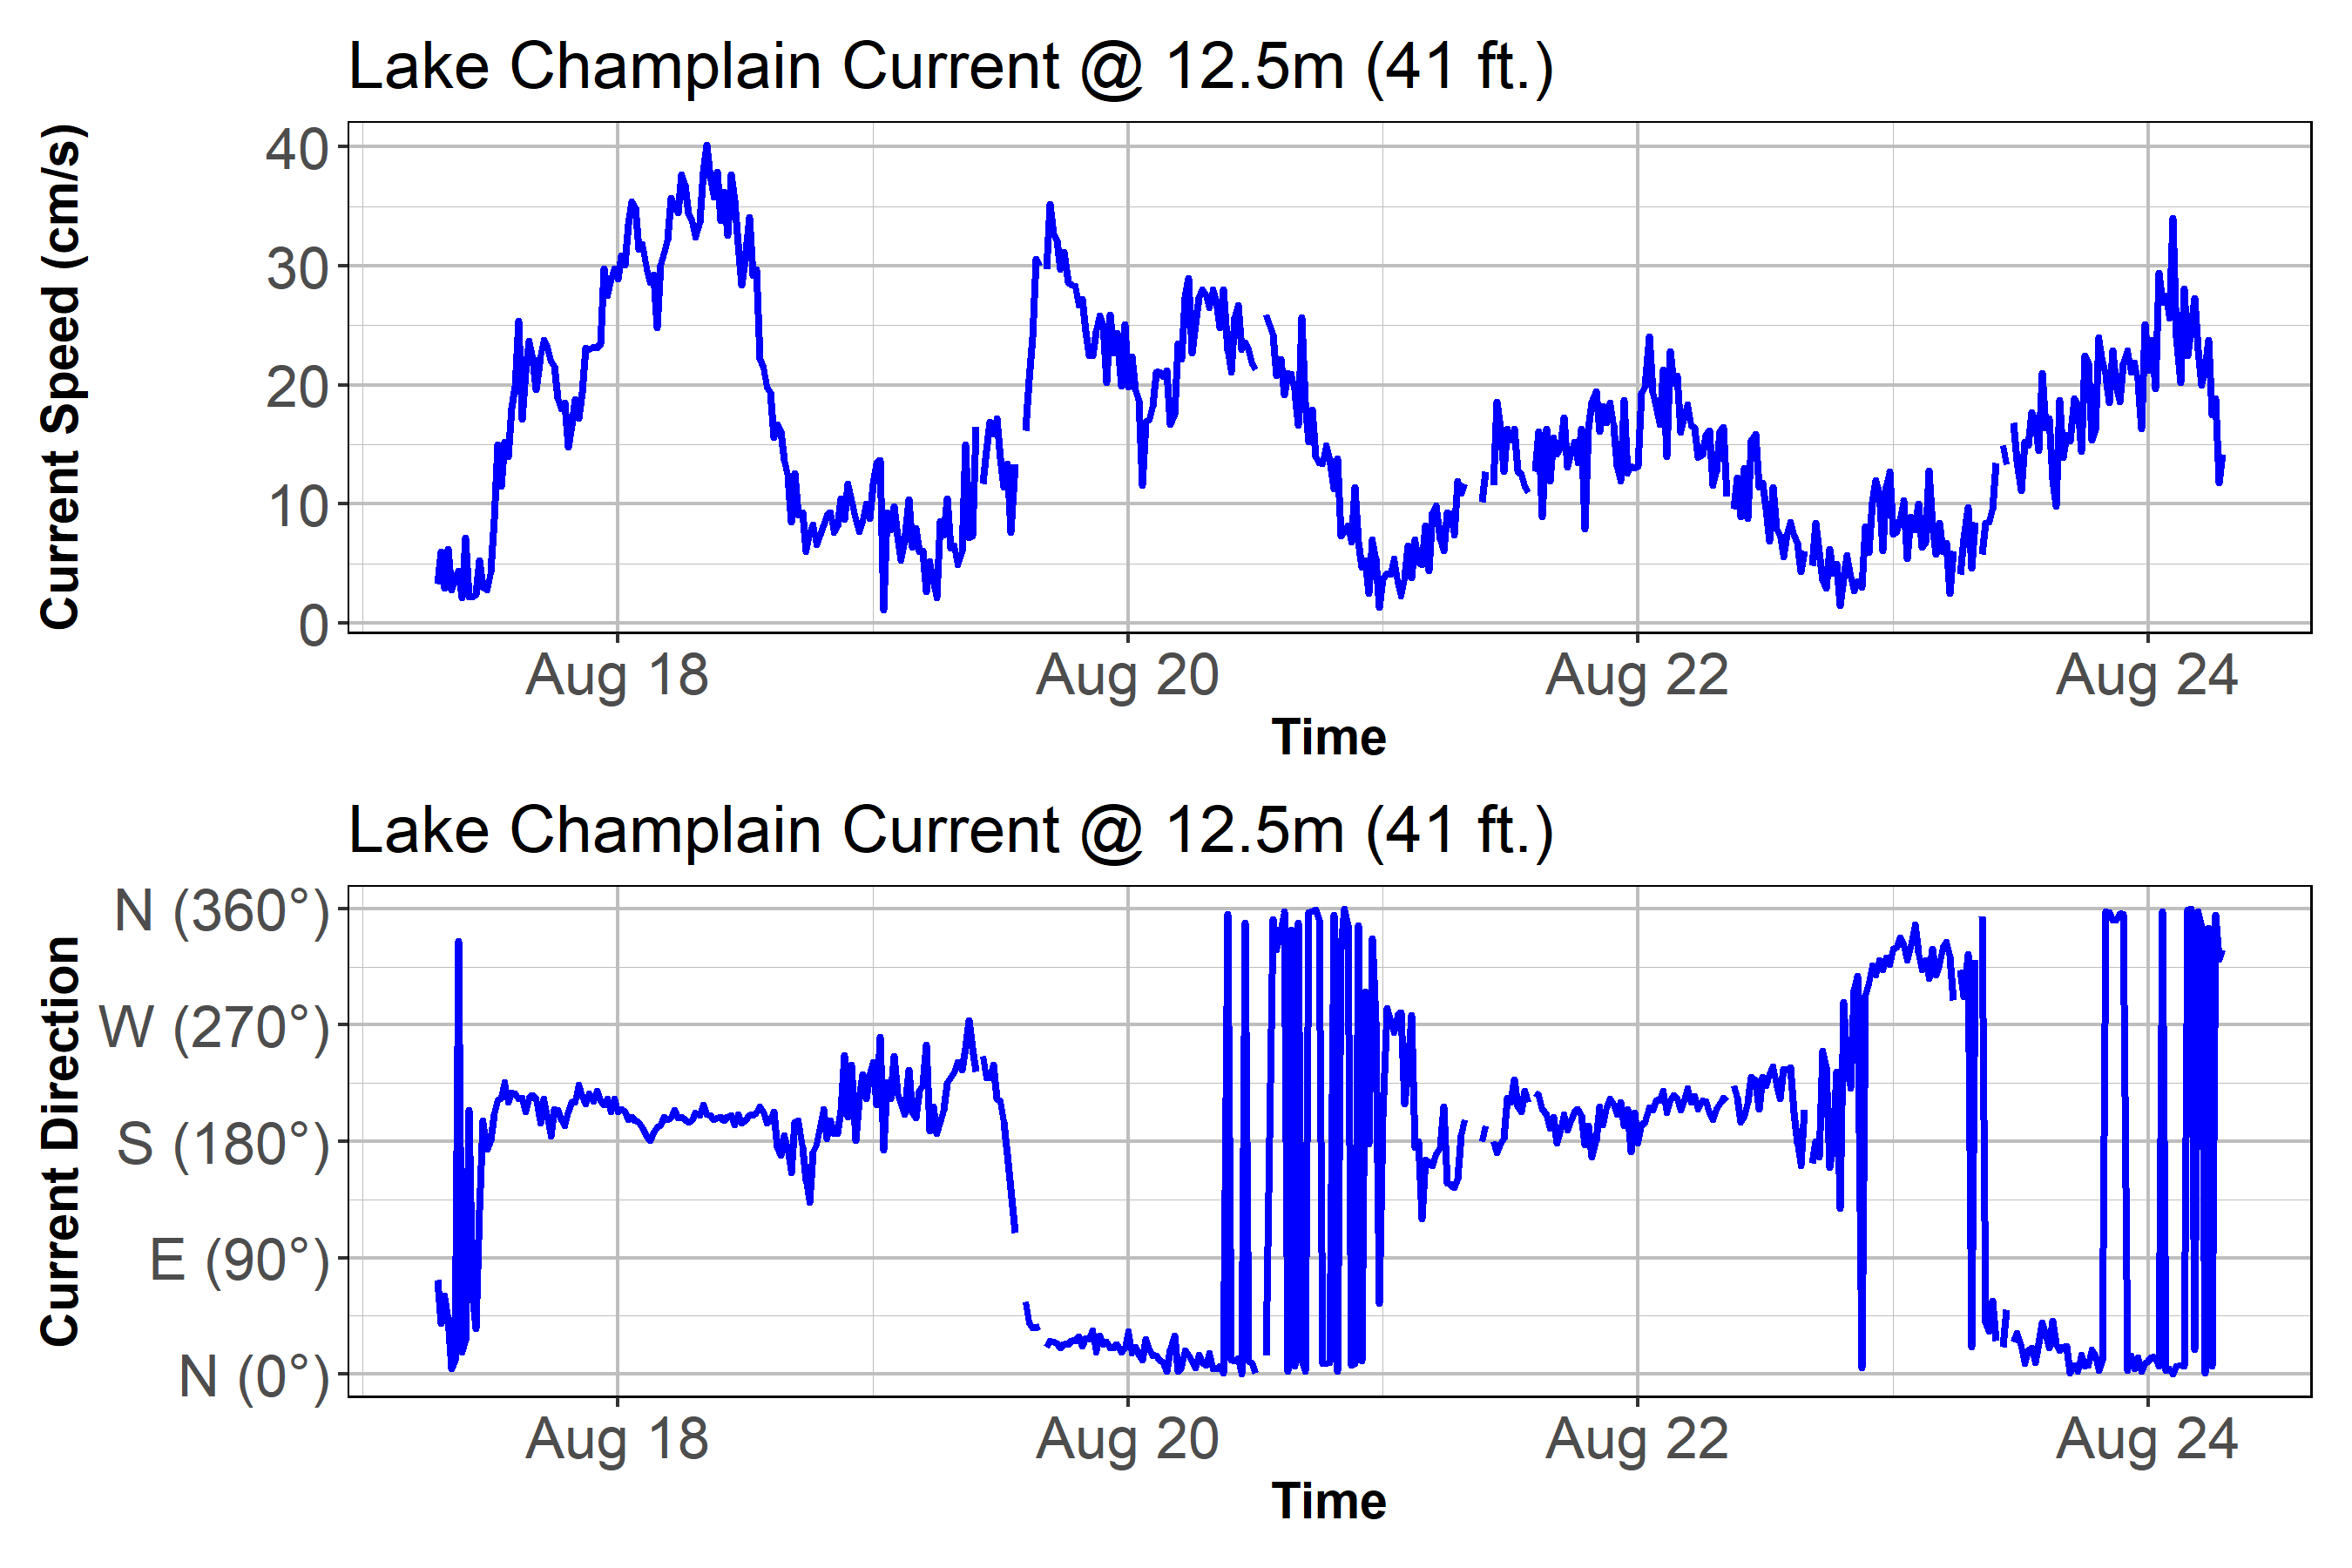 Lake Champlain Current @ 12.5m (41 ft.)
Current Speed (cm/s)
40
30
20
10
0
Aug 18 Aug 20 Aug 22 Aug 24
Time
Lake Champlain Current @ 12.5m (41 ft.)
Current Direction
N (360°)
W (270°)
S (180°)
E (90°)
N (0°)
Aug 18 Aug 20 Aug 22 Aug 24
Time